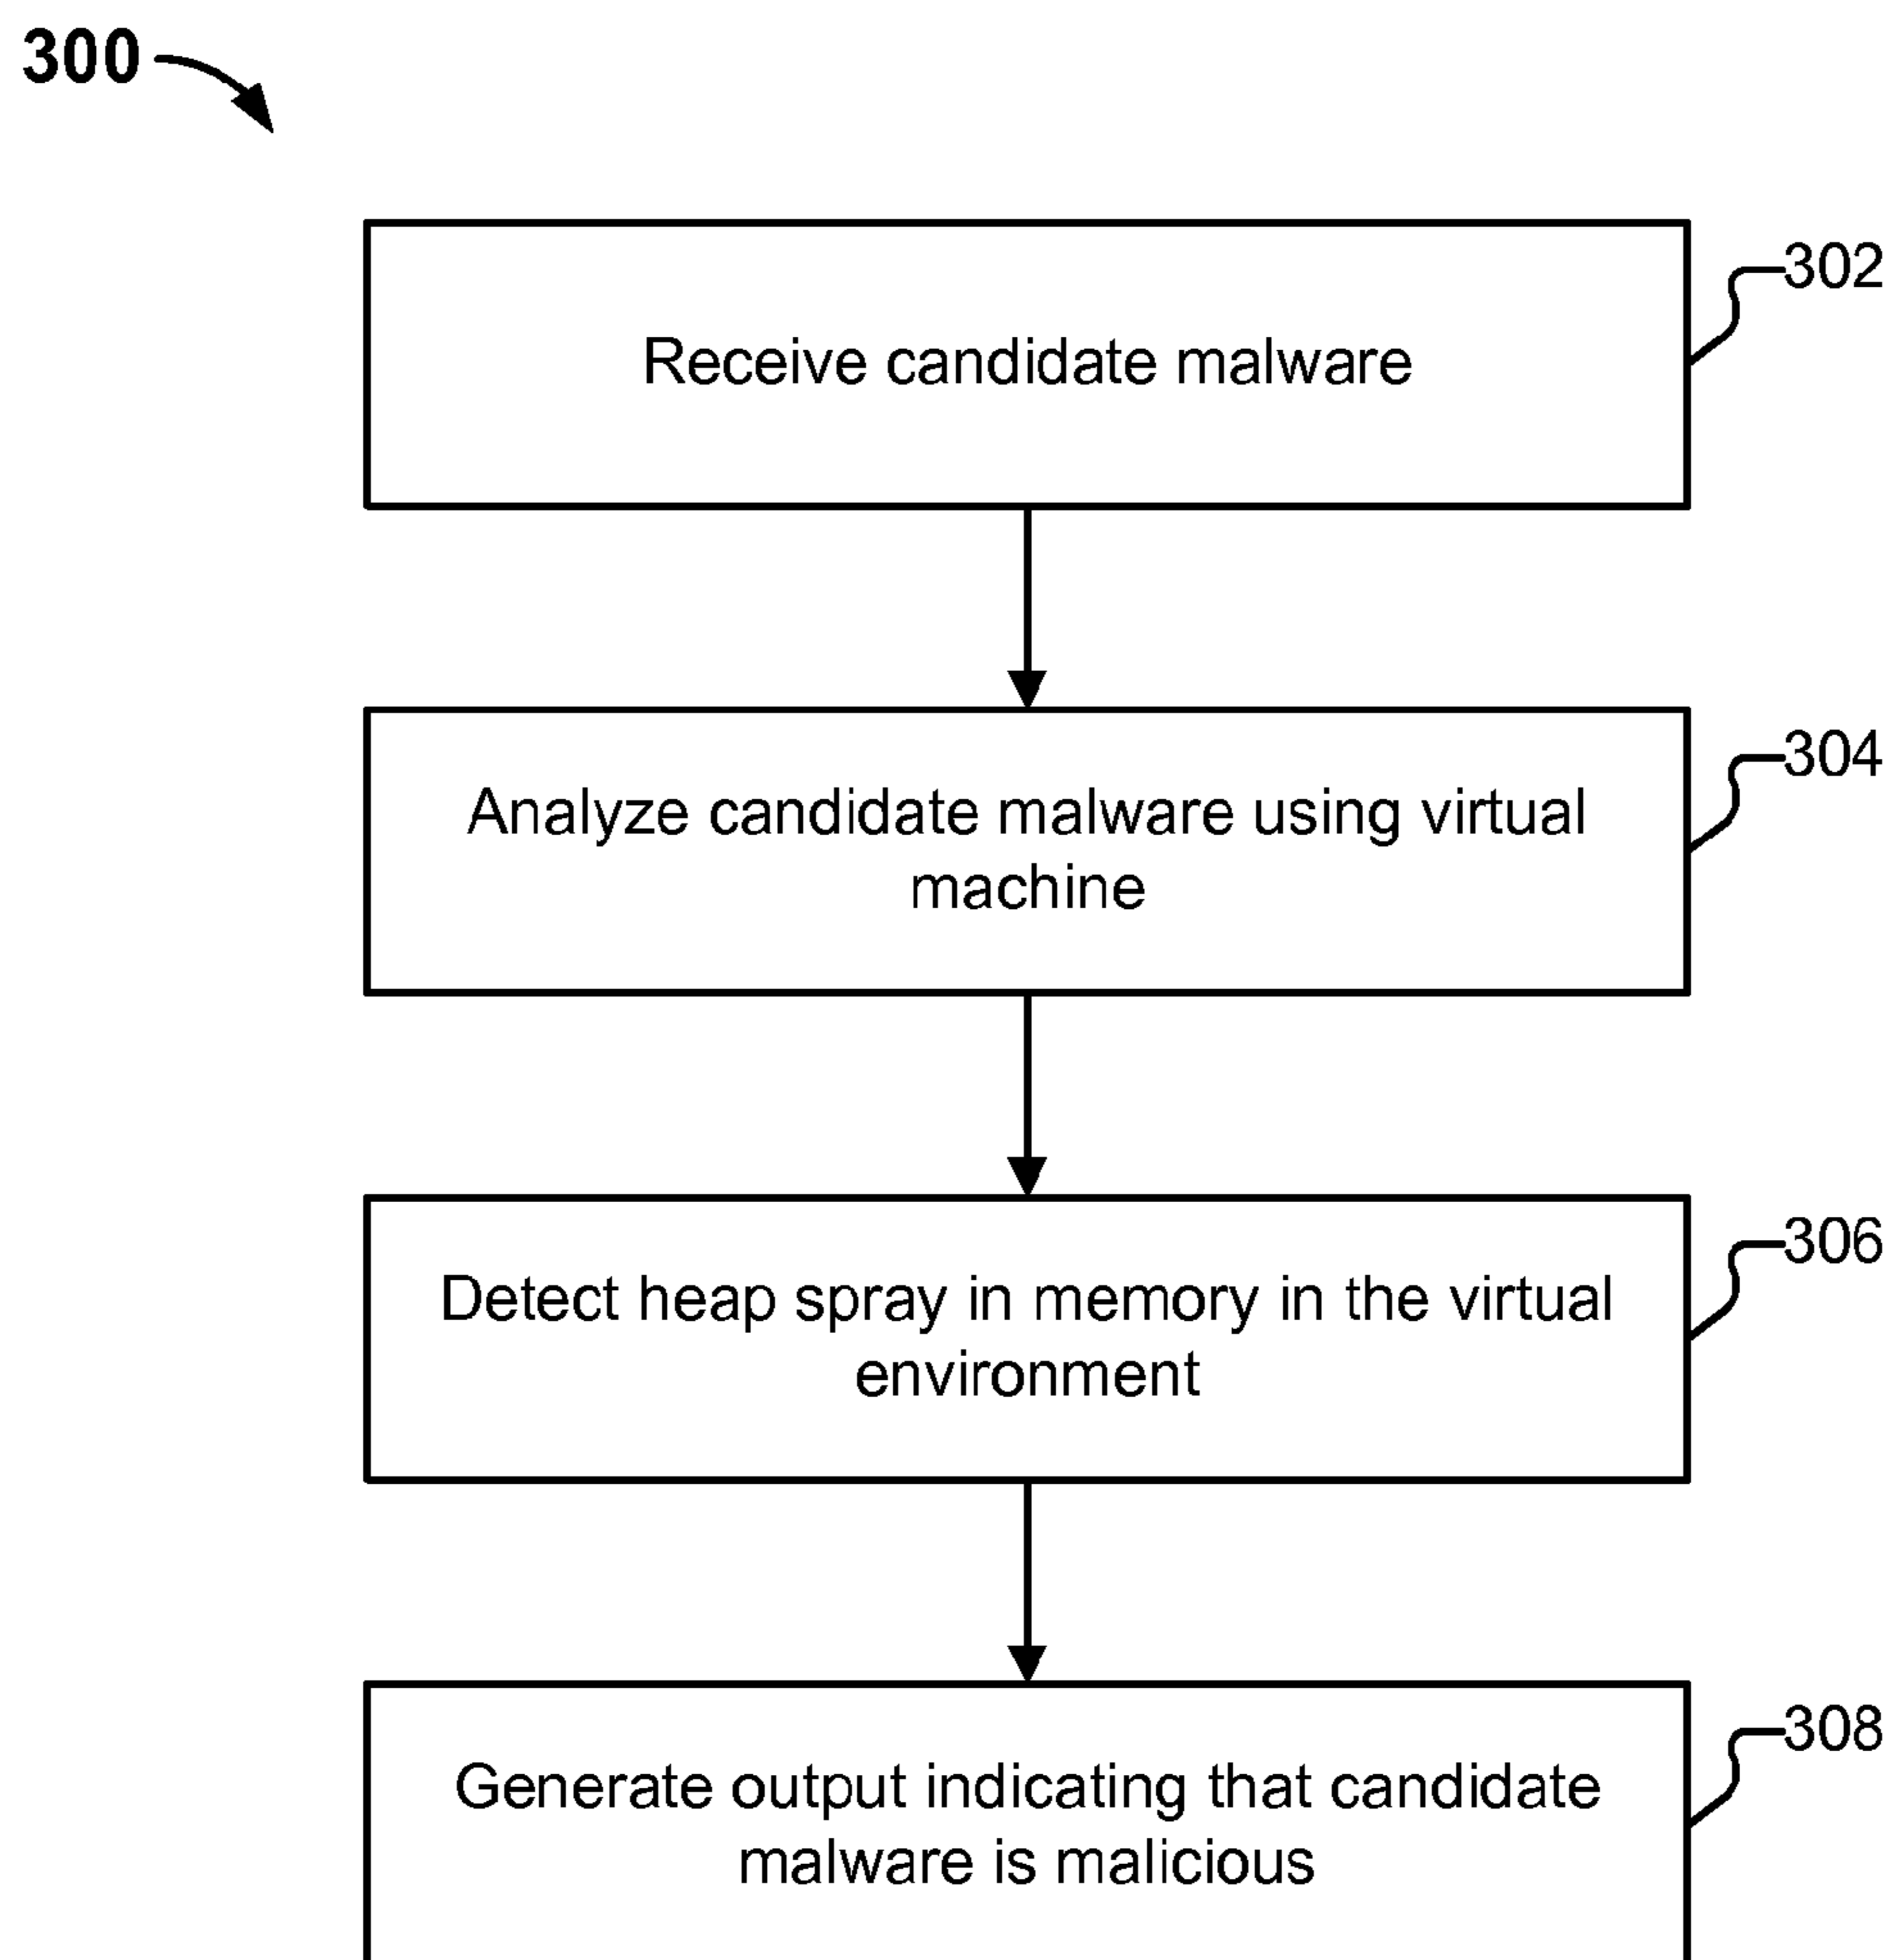 300
302
Receive candidate malware
304
Analyze candidate malware using virtual
machine
306
Detect heap spray in memory in the virtual
environment
308
Generate output indicating that candidate
malware is malicious